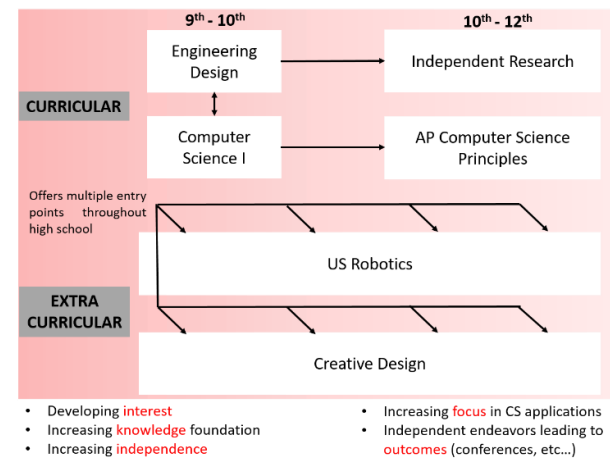 9th - 10th
10th - 12th
Engineering
Design
Independent Research
CURRICULAR
Computer
Science I
AP Computer Science
Principles
Offers multiple entry
points throughout
high school
US Robotics
EXTRA
CURRICULAR
Creative Design
• Developing interest
• Increasing knowledge foundation
• Increasing independence
• Increasing focus in CS applications
• Independent endeavors leading to
outcomes (conferences, etc...)